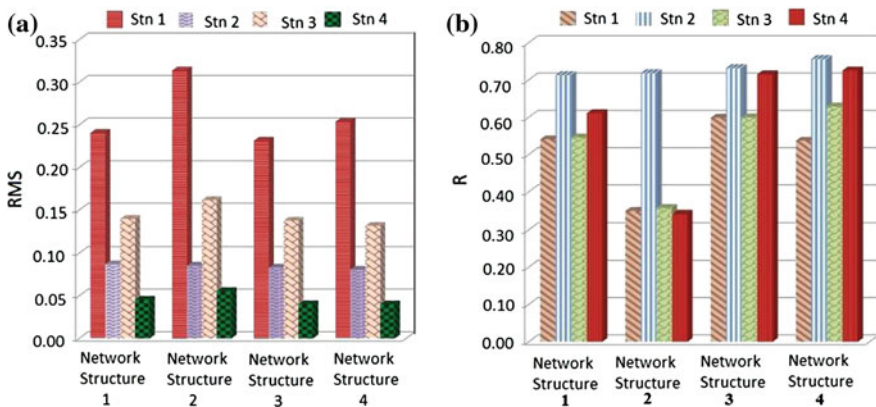 (a)
Stn 1 Stn 2 Stn 3 Stn 4
0.35
0.30
0.25
0.20
0.15
0.10
0.05
0.00
RMS
Network Structure 1
Network Structure 2
Network Structure 3
Network Structure 4
(b)
Stn 1 Stn 2 Stn 3 Stn 4
0.80
0.70
0.60
0.50
0.40
0.30
0.20
0.10
0.00
R
Network Structure 1
Network Structure 2
Network Structure 3
Network Structure 4